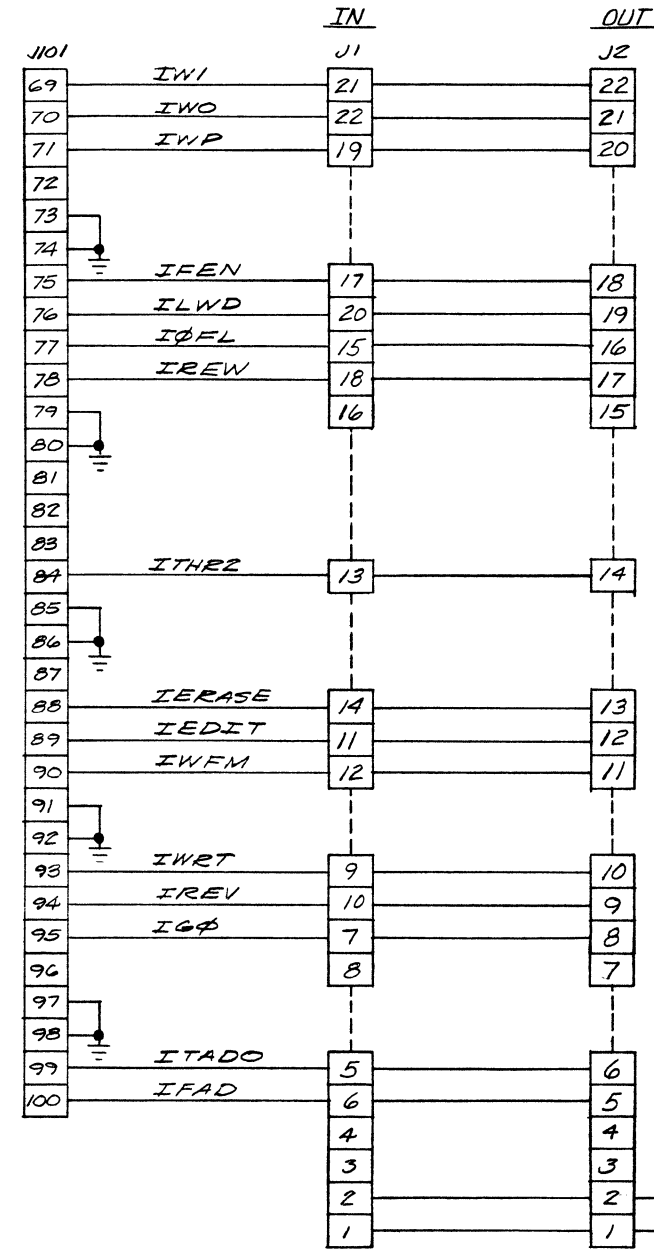 IN OUT
J101 J1 J2
69 IW1 21 22
70 IW0 22 21
71 IWP 19 20
72
73
74
75 IFEN 17 18
76 ILWD 20 19
77 IØFL 15 16
78 IREW 18 17
79 16 15
80
81
82
83
84 ITHR2 13 14
85
86
87
88 IERASE 14 13
89 IEDIT 11 12
90 IWFM 12 11
91
92
93 IWRT 9 10
94 IREV 10 9
95 IGØ 7 8
96 8 7
97
98
99 ITAD0 5 6
100 IFAD 6 5
4 4
3 3
2 2
1 1